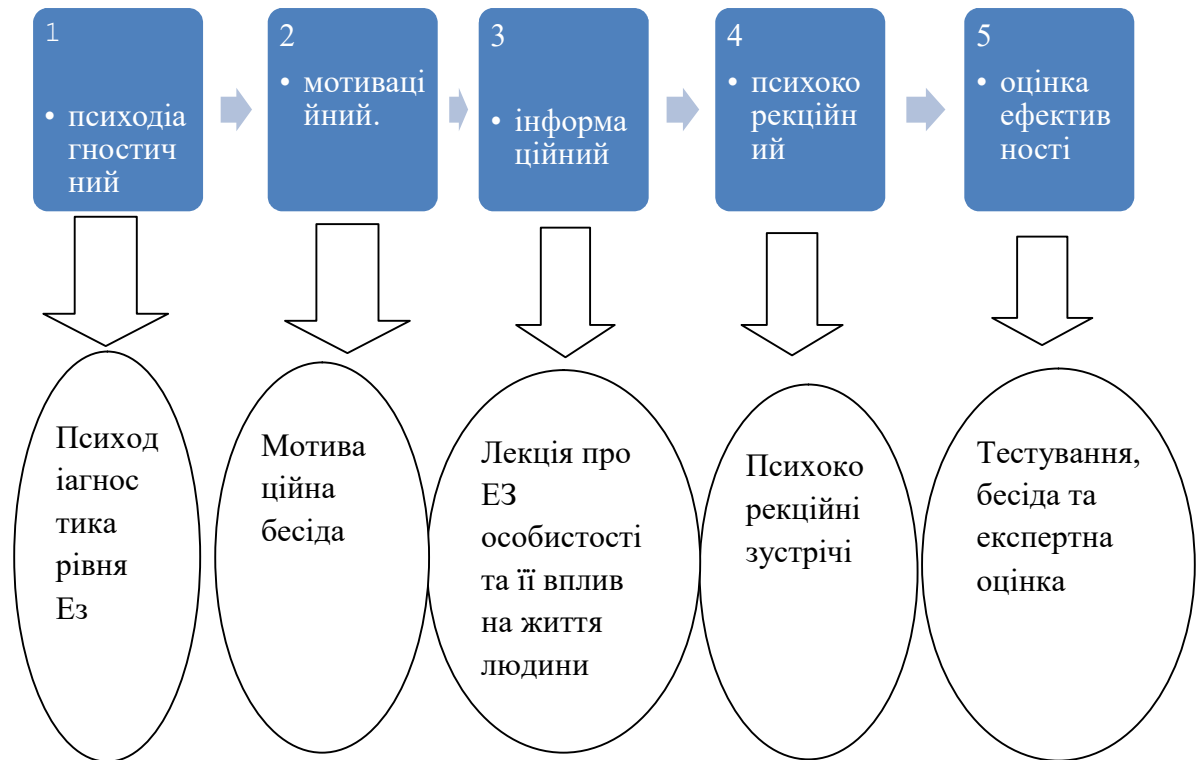 1
• психодіа
гностич
ний
2
• мотиваці
йний.
3
• інформа
ційний
4
• психоко
рекційн
ий
5
• оцінка
ефектив
ності
Психод
іагнос
тика
рівня
Ез
Мотива
ційна
бесіда
Лекція про
ЕЗ
особистості
та її вплив
на життя
людини
Психоко
рекційні
зустрічі
Тестування,
бесіда та
експертна
оцінка